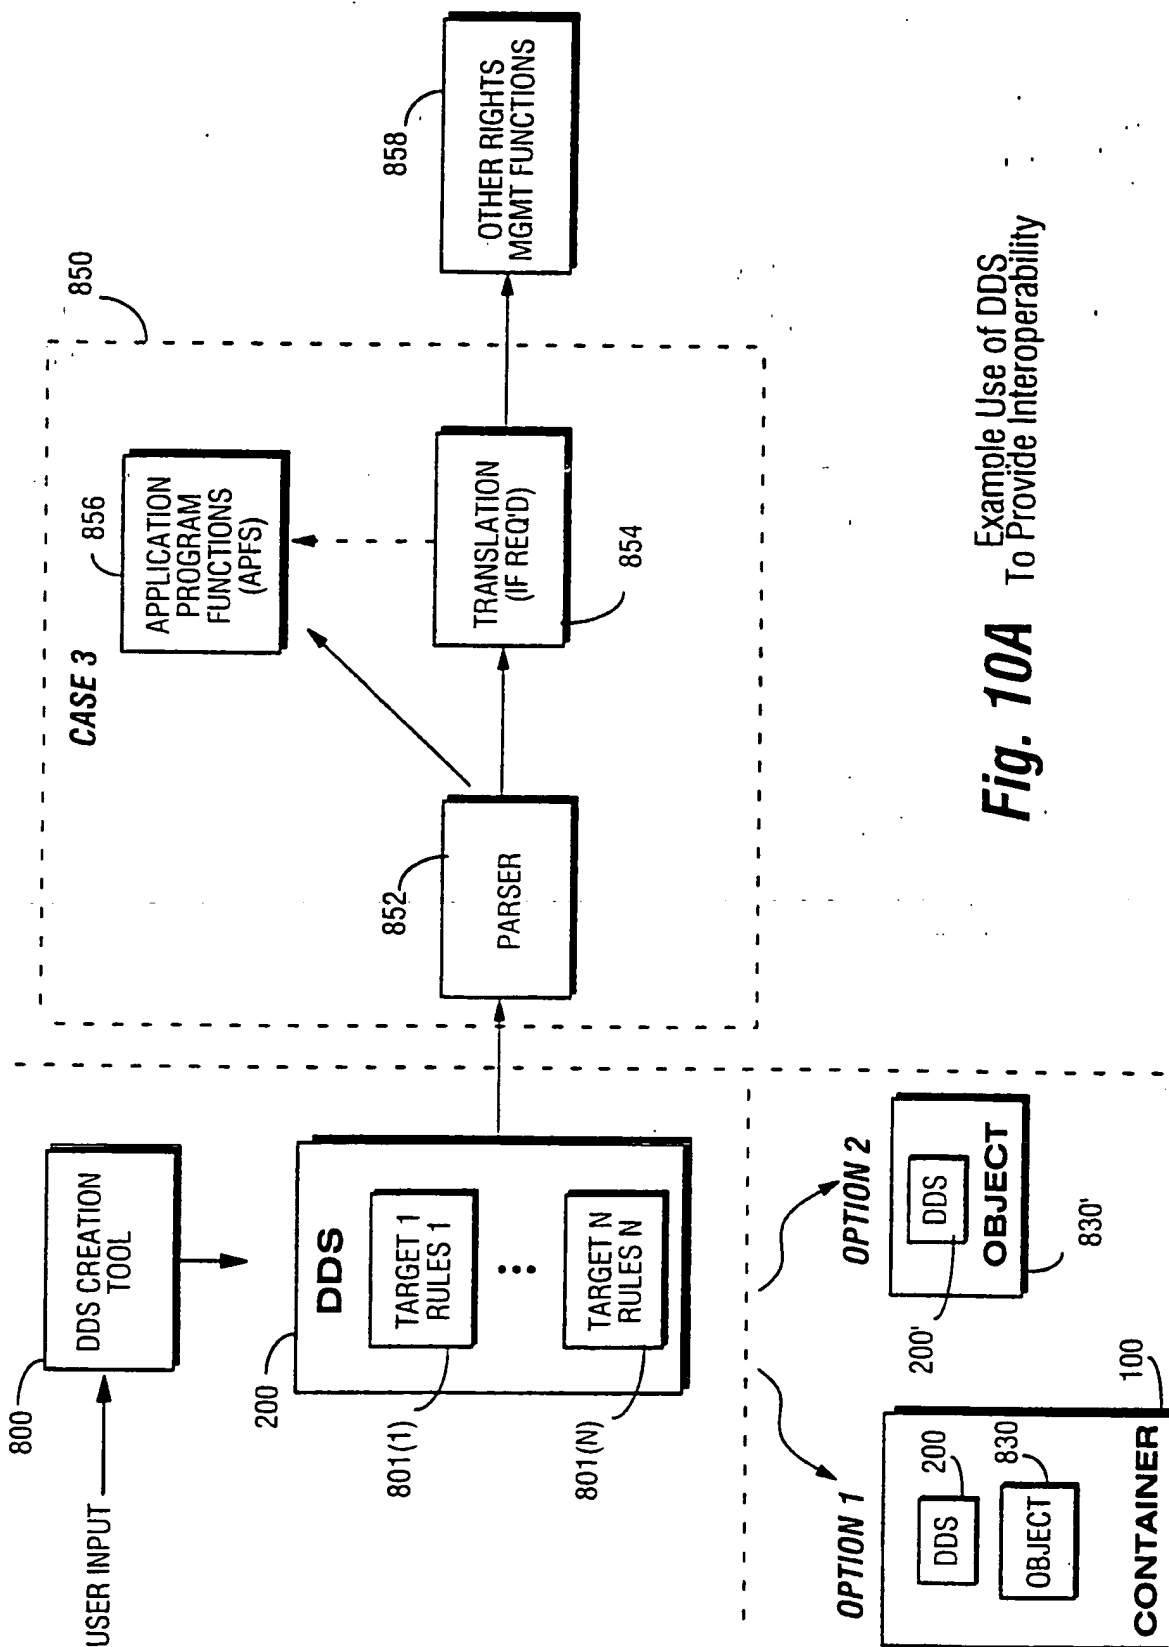 USER INPUT
800
DDS CREATION
TOOL
200
DDS
TARGET 1
RULES 1
•••
TARGET N
RULES N
801(1)
801(N)
OPTION 1
DDS
200
OBJECT
830
CONTAINER
100
OPTION 2
DDS
200'
OBJECT
830'
850
CASE 3
852
PARSER
856
APPLICATION
PROGRAM
FUNCTIONS
(APFS)
TRANSLATION
(IF REQ'D)
854
858
OTHER RIGHTS
MGMT FUNCTIONS
Fig. 10A
Example Use of DDS
To Provide Interoperability